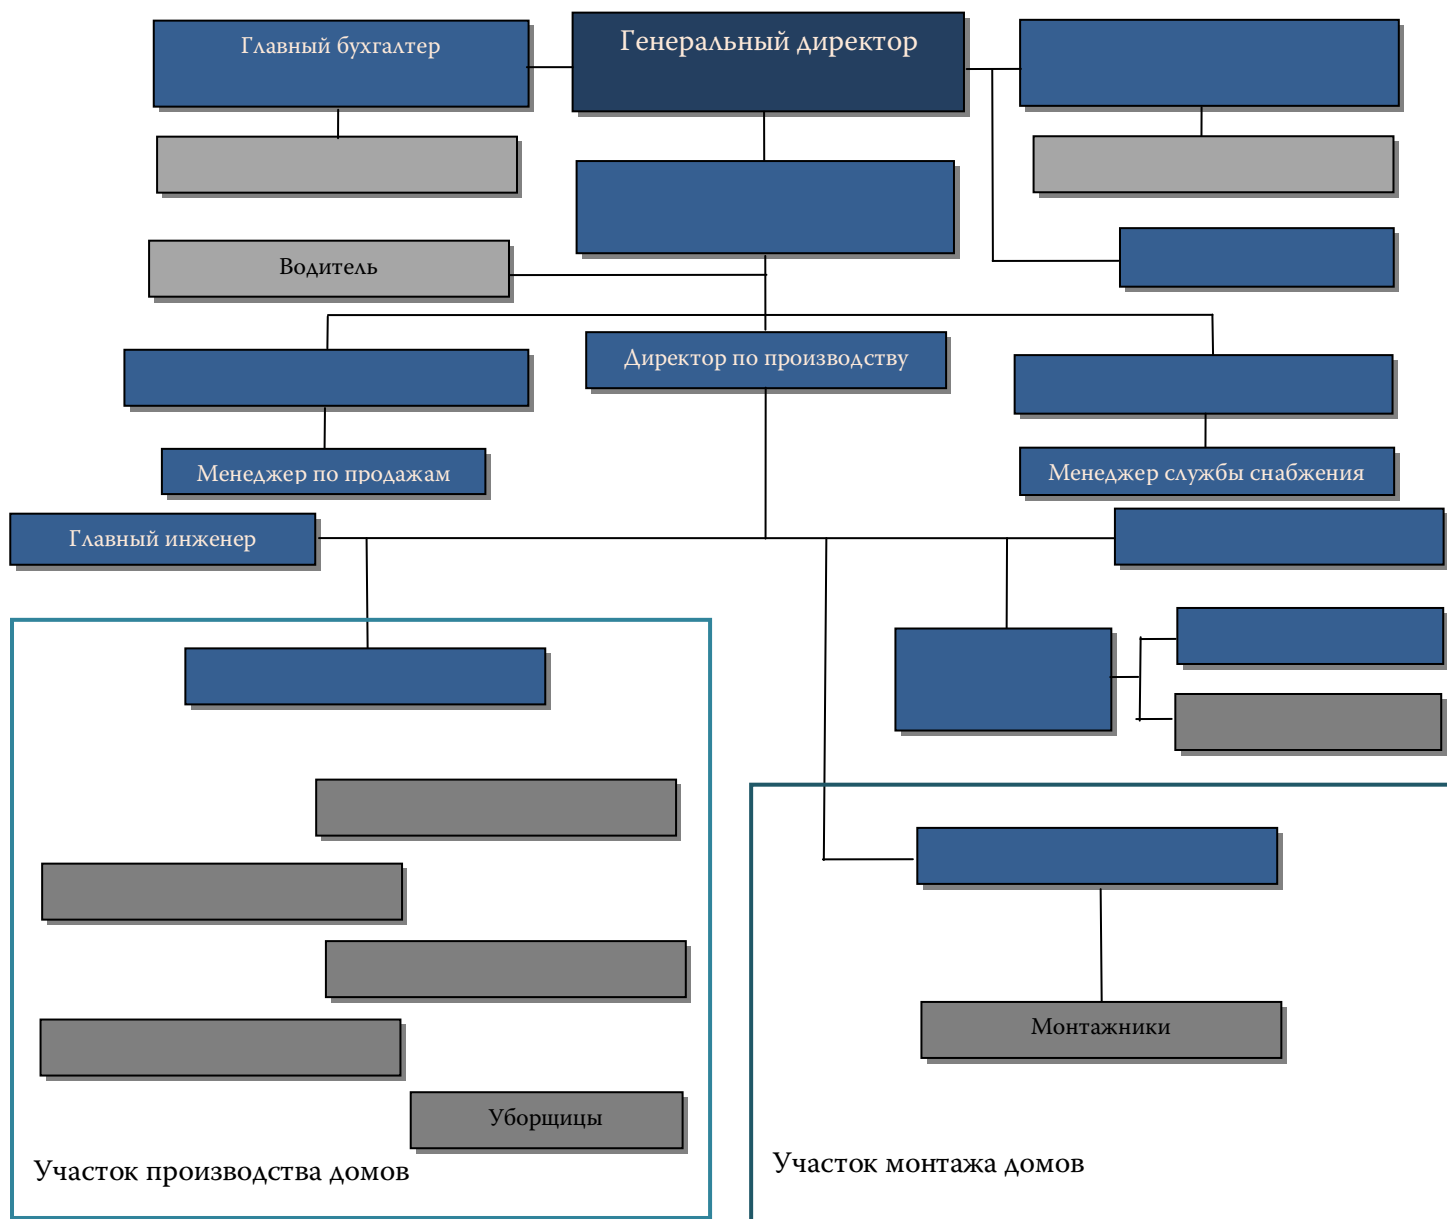 Главный бухгалтер
Генеральный директор
Водитель
Директор по производству
Менеджер по продажам
Менеджер службы снабжения
Главный инженер
Монтажники
Уборщицы
Участок производства домов
Участок монтажа домов